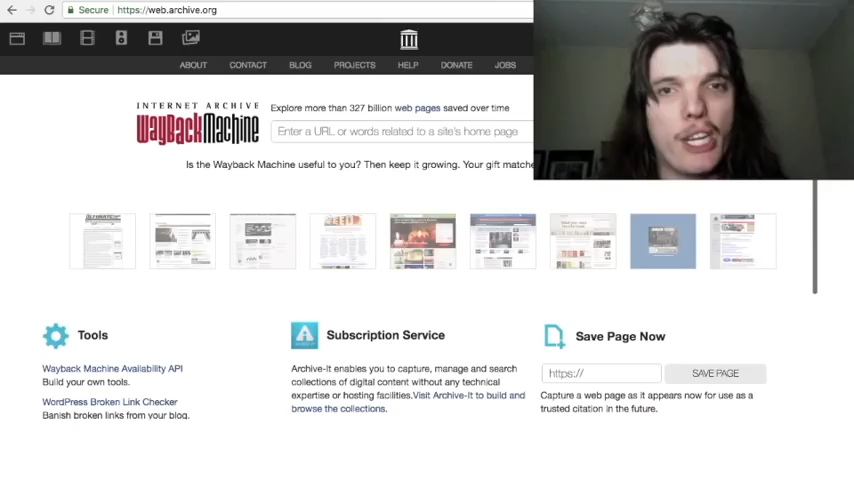 Secure https://web.archive.org
ABOUT CONTACT BLOG PROJECTS HELP DONATE JOBS
INTERNET ARCHIVE
WayBackMachine
Explore more than 327 billion web pages saved over time
Enter a URL or words related to a site's home page
Is the Wayback Machine useful to you? Then keep it growing. Your gift matche
Tools
Wayback Machine Availability API
Build your own tools.
WordPress Broken Link Checker
Banish broken links from your blog.
Subscription Service
Archive-It enables you to capture, manage and search
collections of digital content without any technical
expertise or hosting facilities.Visit Archive-It to build and
browse the collections.
Save Page Now
https://
SAVE PAGE
Capture a web page as it appears now for use as a
trusted citation in the future.